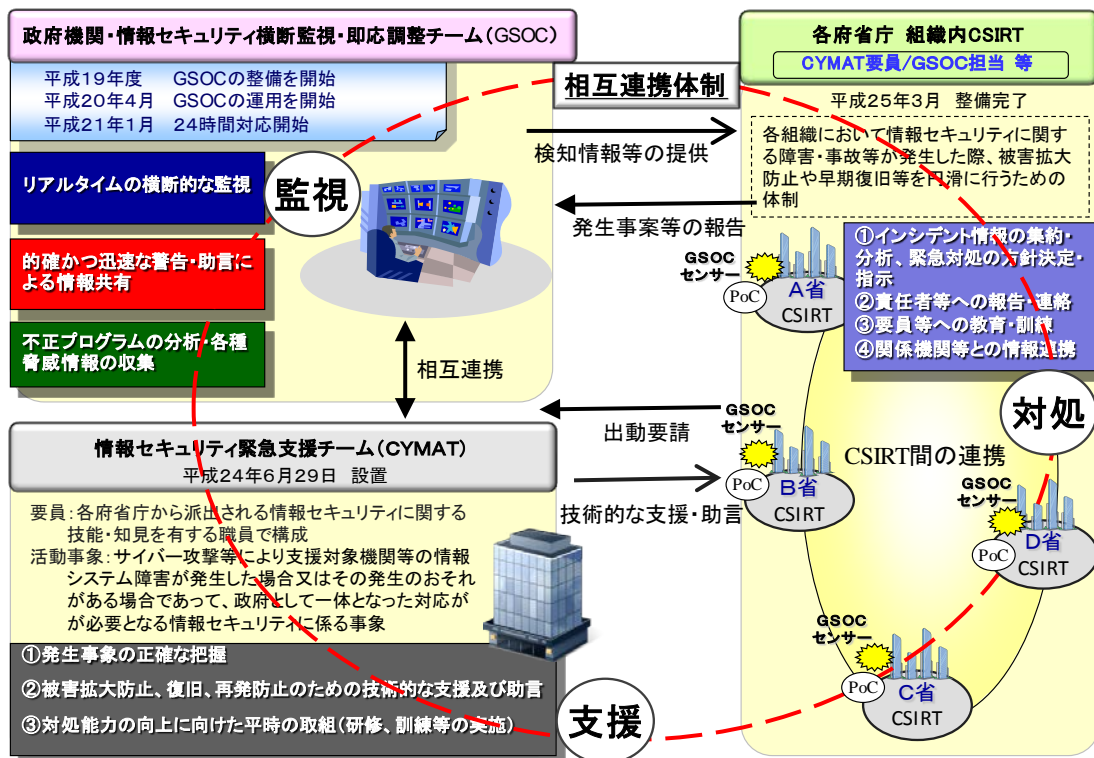 政府機関・情報セキュリティ横断監視・即応調整チーム（GSOC）
平成19年度　GSOCの整備を開始
平成20年4月　GSOCの運用を開始
平成21年1月　24時間対応開始
リアルタイムの横断的な監視
的確かつ迅速な警告・助言に
よる情報共有
不正プログラムの分析・各種
脅威情報の収集
監視
相互連携体制
検知情報等の提供
発生事案等の報告
相互連携
出動要請
技術的な支援・助言
各府省庁 組織内CSIRT
CYMAT要員/GSOC担当 等
平成25年3月　整備完了
各組織において情報セキュリティに関す
る障害・事故等が発生した際、被害拡大
防止や早期復旧等を円滑に行うための
体制
①インシデント情報の集約・
分析、緊急対処の方針決定・
指示
②責任者等への報告・連絡
③要員等への教育・訓練
④関係機関等との情報連携
GSOC
センサー
PoC
A省
CSIRT
対処
GSOC
センサー
PoC
B省
CSIRT
CSIRT間の連携
GSOC
センサー
PoC
D省
CSIRT
GSOC
センサー
PoC
C省
CSIRT
情報セキュリティ緊急支援チーム（CYMAT）
平成24年6月29日　設置
要員：各府省庁から派出される情報セキュリティに関する
技能・知見を有する職員で構成
活動事象：サイバー攻撃等により支援対象機関等の情報
システム障害が発生した場合又はその発生のおそれ
がある場合であって、政府として一体となった対応が
が必要となる情報セキュリティに係る事象
①発生事象の正確な把握
②被害拡大防止、復旧、再発防止のための技術的な支援及び助言
③対処能力の向上に向けた平時の取組（研修、訓練等の実施）
支援